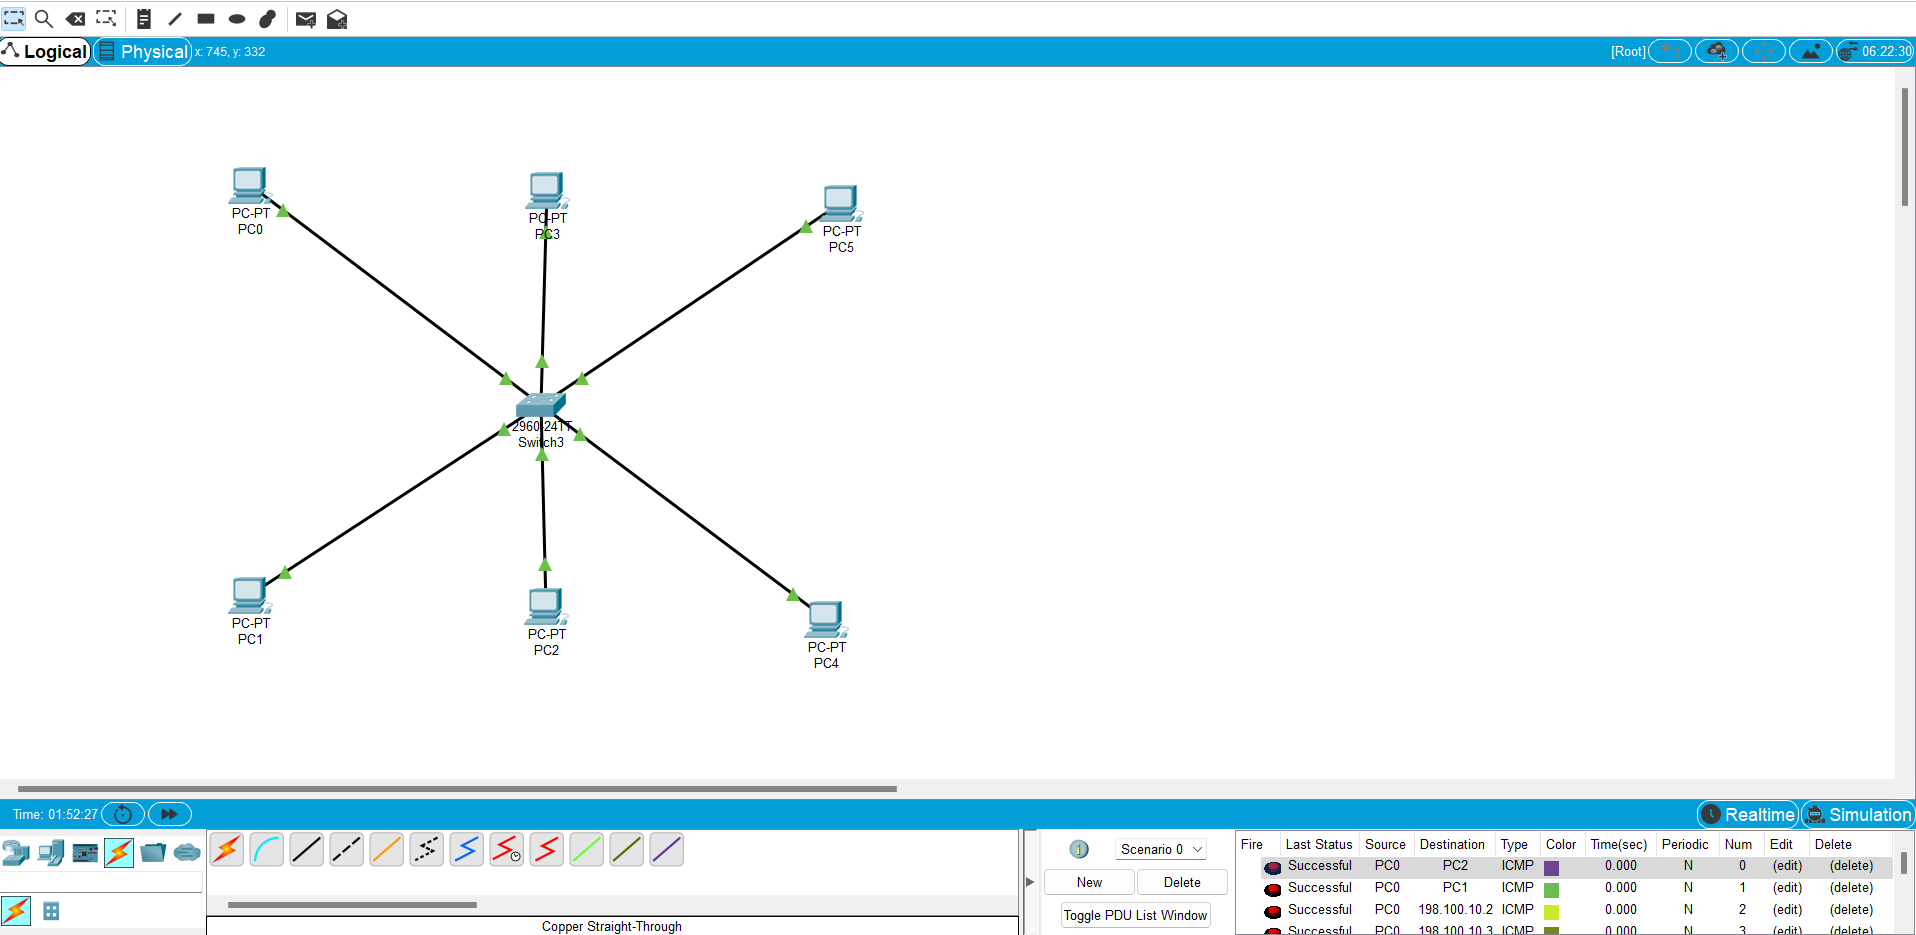 Logical Physical x: 745, y: 332 [Root] 06:22:30
PC-PT
PC0
PC-PT
PC3
PC-PT
PC5
2960-24TT
Switch3
PC-PT
PC1
PC-PT
PC2
PC-PT
PC4
Time: 01:52:27 Realtime Simulation
Scenario 0
New Delete
Toggle PDU List Window
Copper Straight-Through
Fire Last Status Source Destination Type Color Time(sec) Periodic Num Edit Delete
Successful PC0 PC2 ICMP 0.000 N 0 (edit) (delete)
Successful PC0 PC1 ICMP 0.000 N 1 (edit) (delete)
Successful PC0 198.100.10.2 ICMP 0.000 N 2 (edit) (delete)
Successful PC0 198.100.10.3 ICMP 0.000 N 3 (edit) (delete)